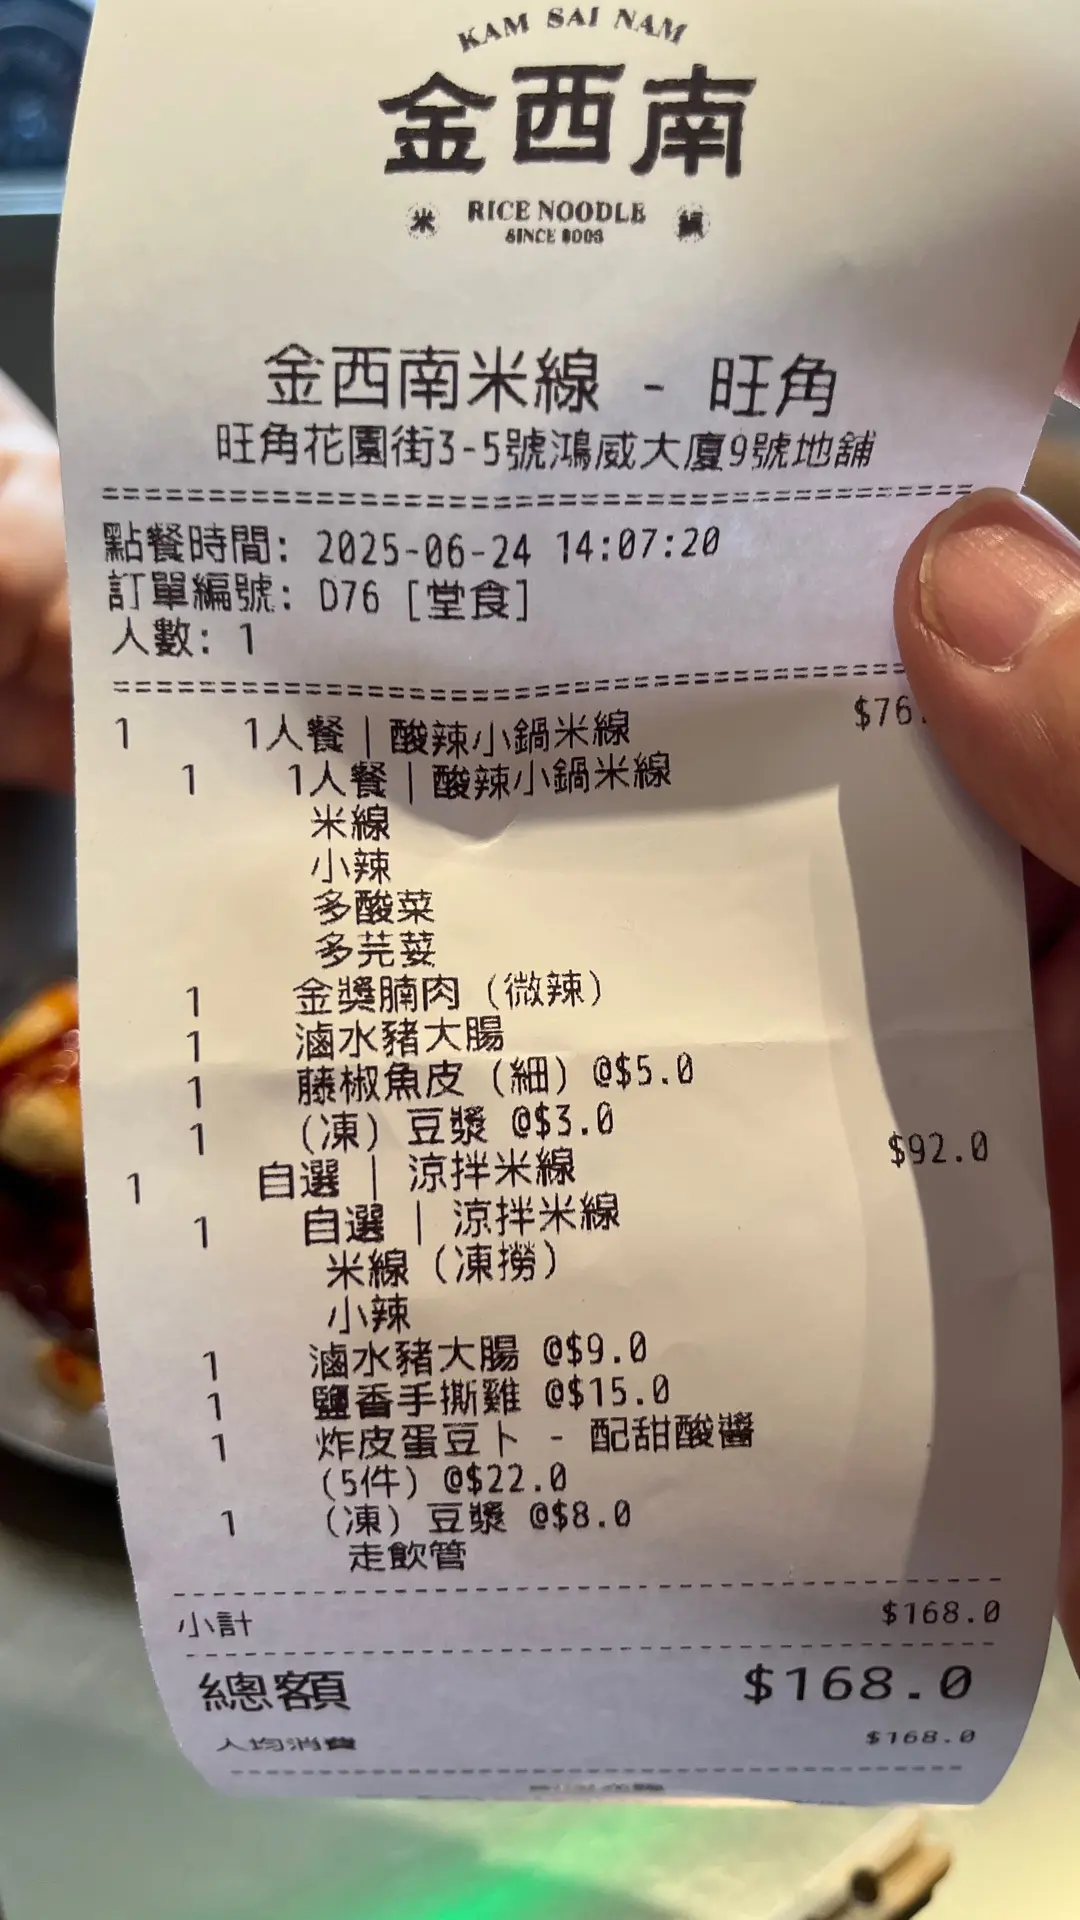 KAM SAI NAM
金西南
米 RICE NOODLE 線
SINCE 2003
金西南米線 - 旺角
旺角花園街3-5號鴻威大廈9號地舖
點餐時間: 2025-06-24 14:07:20
訂單編號: D76 [堂食]
人數: 1
1 1人餐 | 酸辣小鍋米線 $76.
1 1人餐 | 酸辣小鍋米線
米線
小辣
多酸菜
多芫荽
1 金獎腩肉 (微辣)
1 滷水豬大腸
1 藤椒魚皮 (細) @$5.0
1 (凍) 豆漿 @$3.0
1 自選 | 涼拌米線 $92.0
1 自選 | 涼拌米線
米線 (凍撈)
小辣
1 滷水豬大腸 @$9.0
1 鹽香手撕雞 @$15.0
1 炸皮蛋豆卜 - 配甜酸醬
(5件) @$22.0
1 (凍) 豆漿 @$8.0
走飲管
小計 $168.0
總額 $168.0
人均消費 $168.0